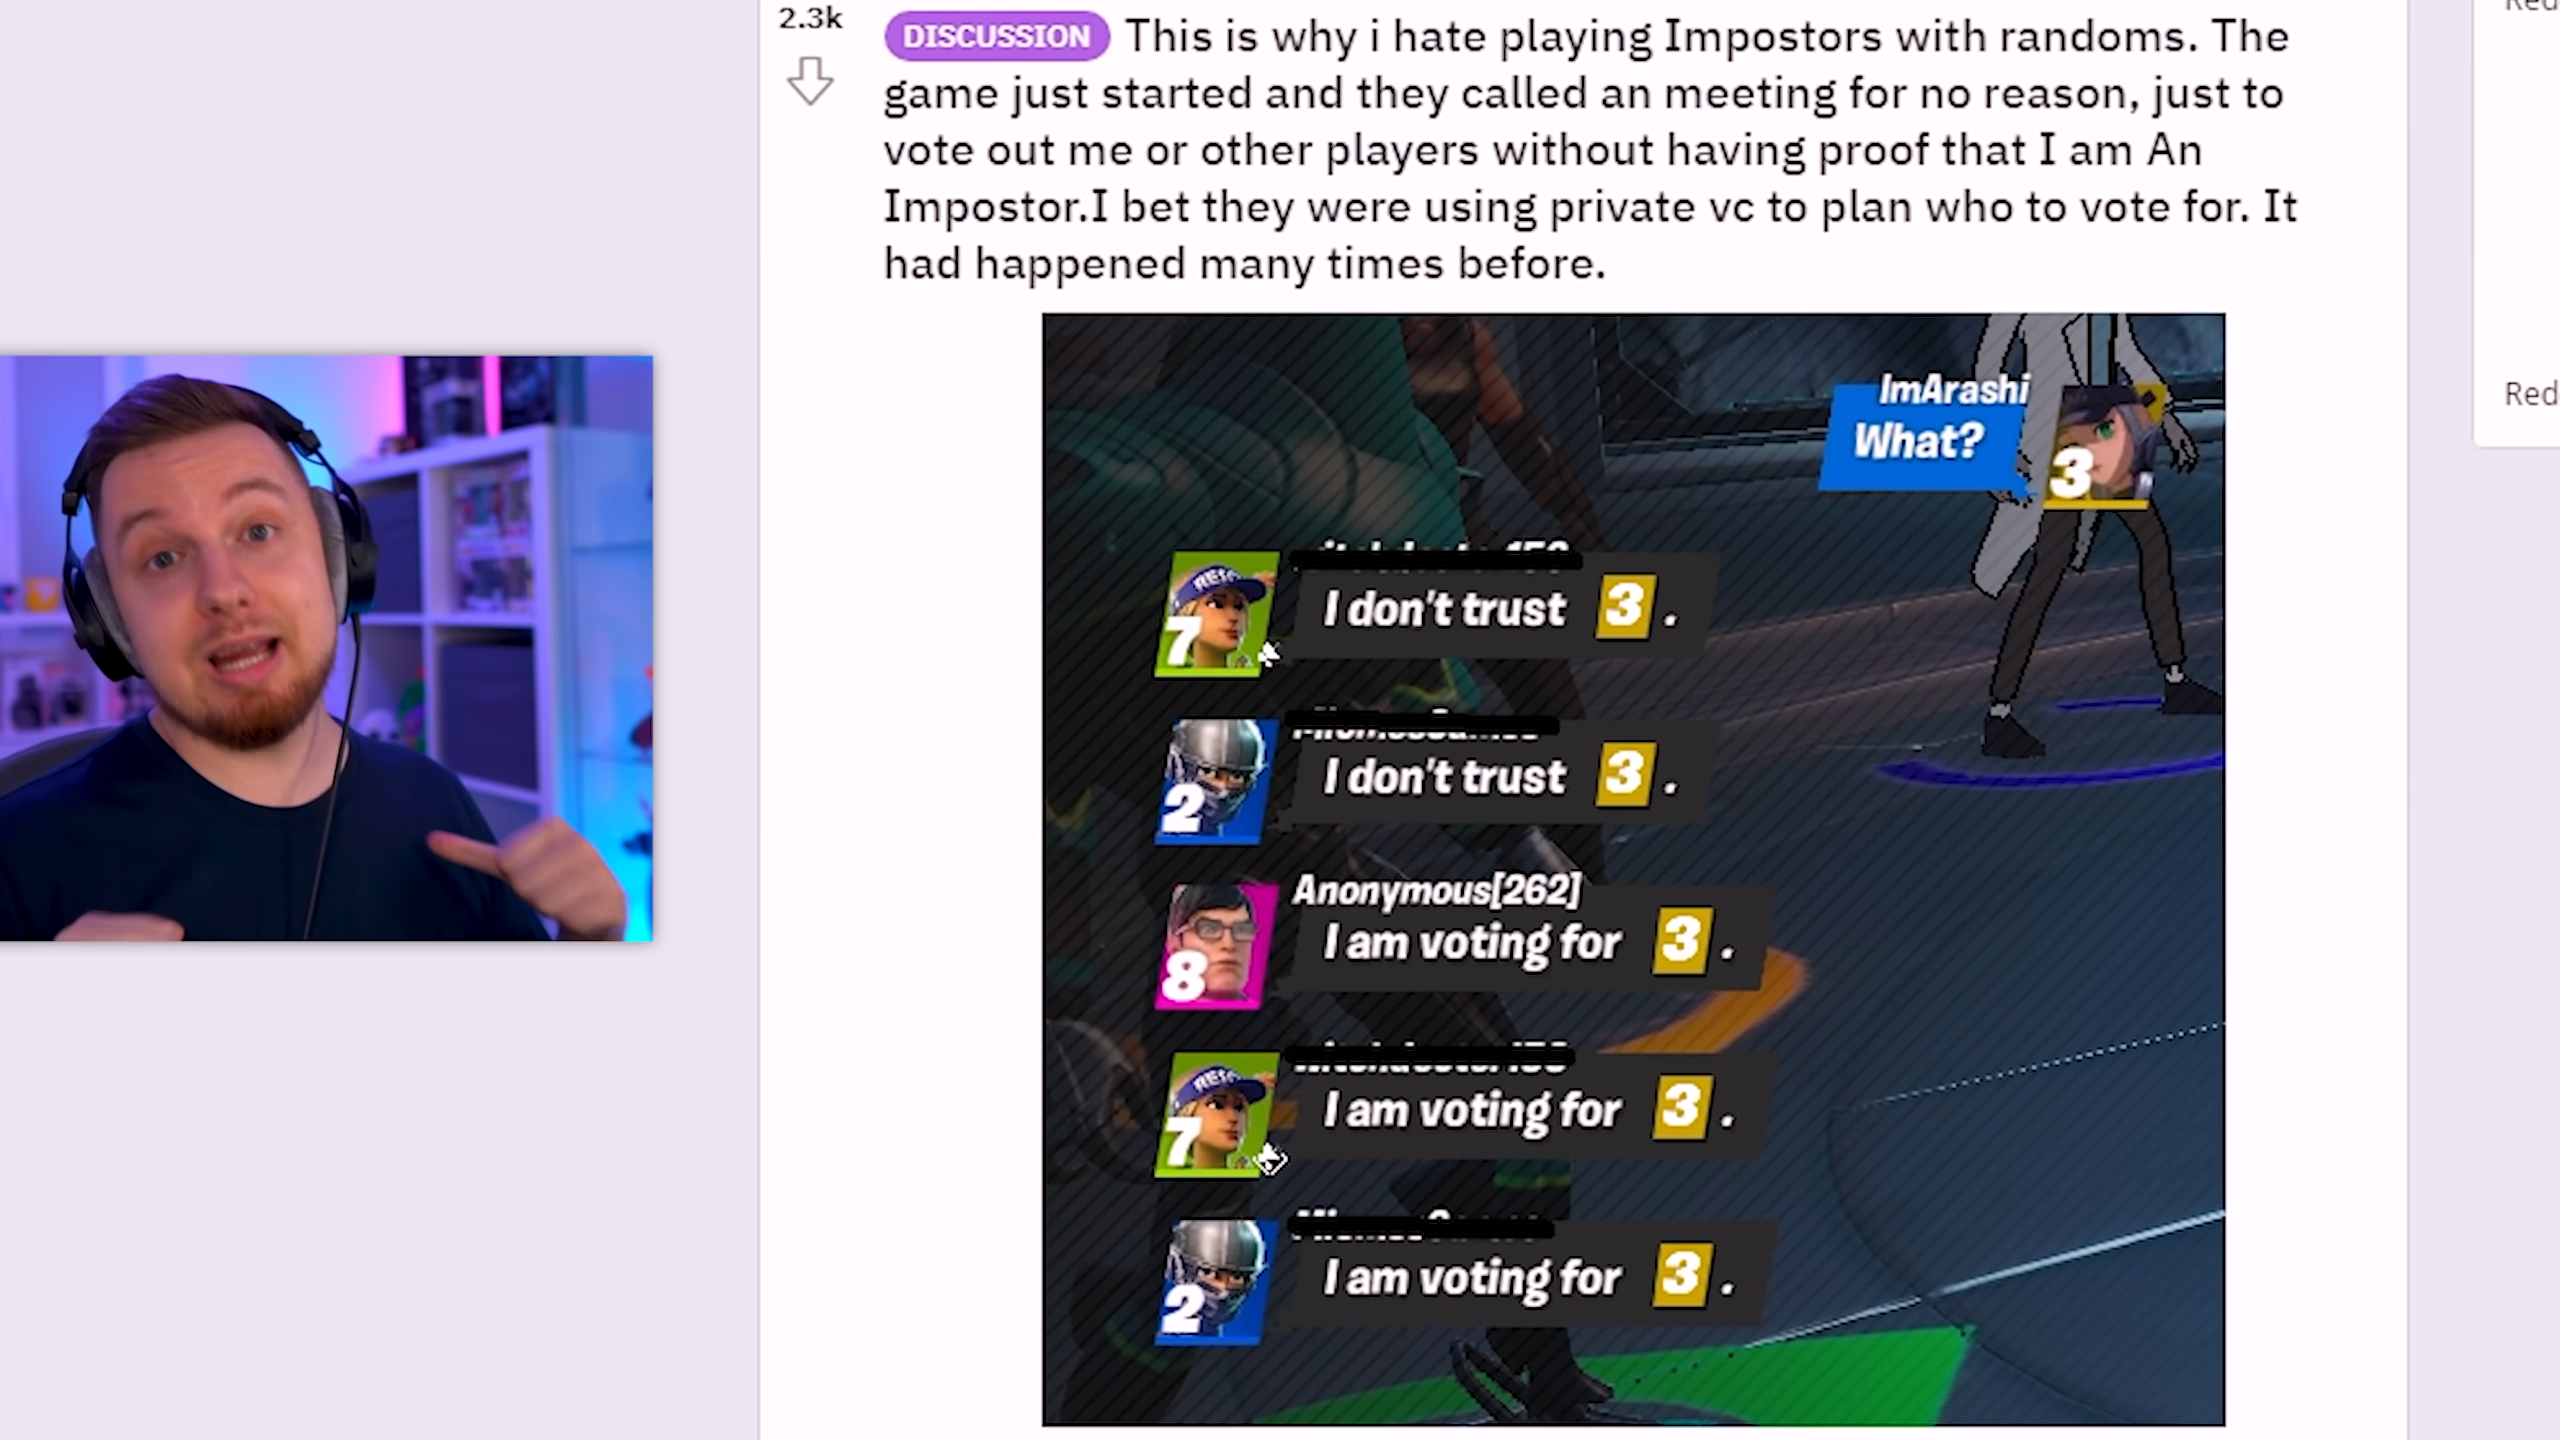 2.3k
DISCUSSION This is why i hate playing Impostors with randoms. The
game just started and they called an meeting for no reason, just to
vote out me or other players without having proof that I am An
Impostor.I bet they were using private vc to plan who to vote for. It
had happened many times before.
Red
ImArashi
What?
3
7
I don't trust 3 .
2
I don't trust 3 .
Anonymous[262]
8
I am voting for 3 .
7
I am voting for 3 .
2
I am voting for 3 .